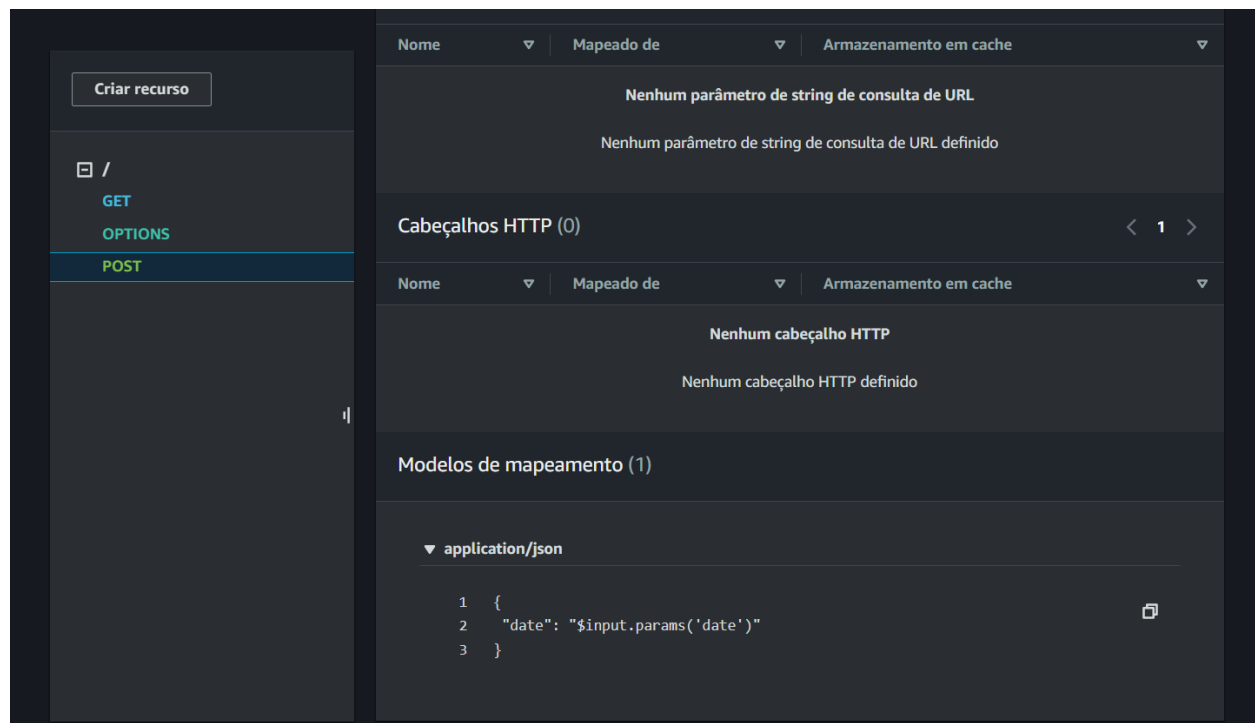 Criar recurso
/
GET
OPTIONS
POST
Nome Mapeado de Armazenamento em cache
Nenhum parâmetro de string de consulta de URL
Nenhum parâmetro de string de consulta de URL definido
Cabeçalhos HTTP (0) < 1 >
Nome Mapeado de Armazenamento em cache
Nenhum cabeçalho HTTP
Nenhum cabeçalho HTTP definido
Modelos de mapeamento (1)
application/json
1 {
2 "date": "$input.params('date')"
3 }